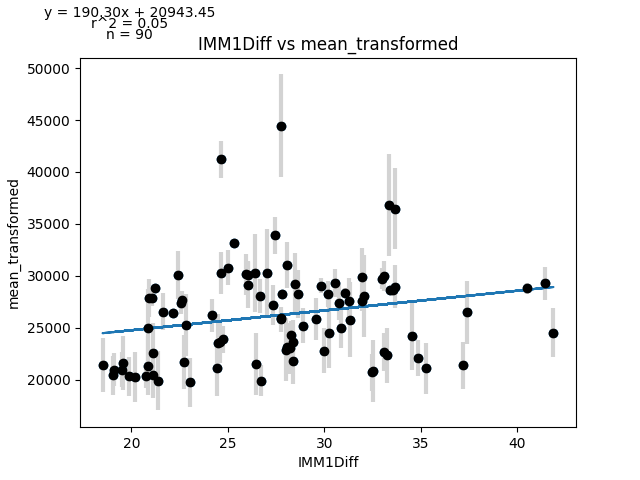 y = 190.30x + 20943.45
r^2 = 0.05
n = 90
IMM1Diff vs mean_transformed
50000
45000
40000
35000
30000
25000
20000
mean_transformed
20
25
30
35
40
IMM1Diff